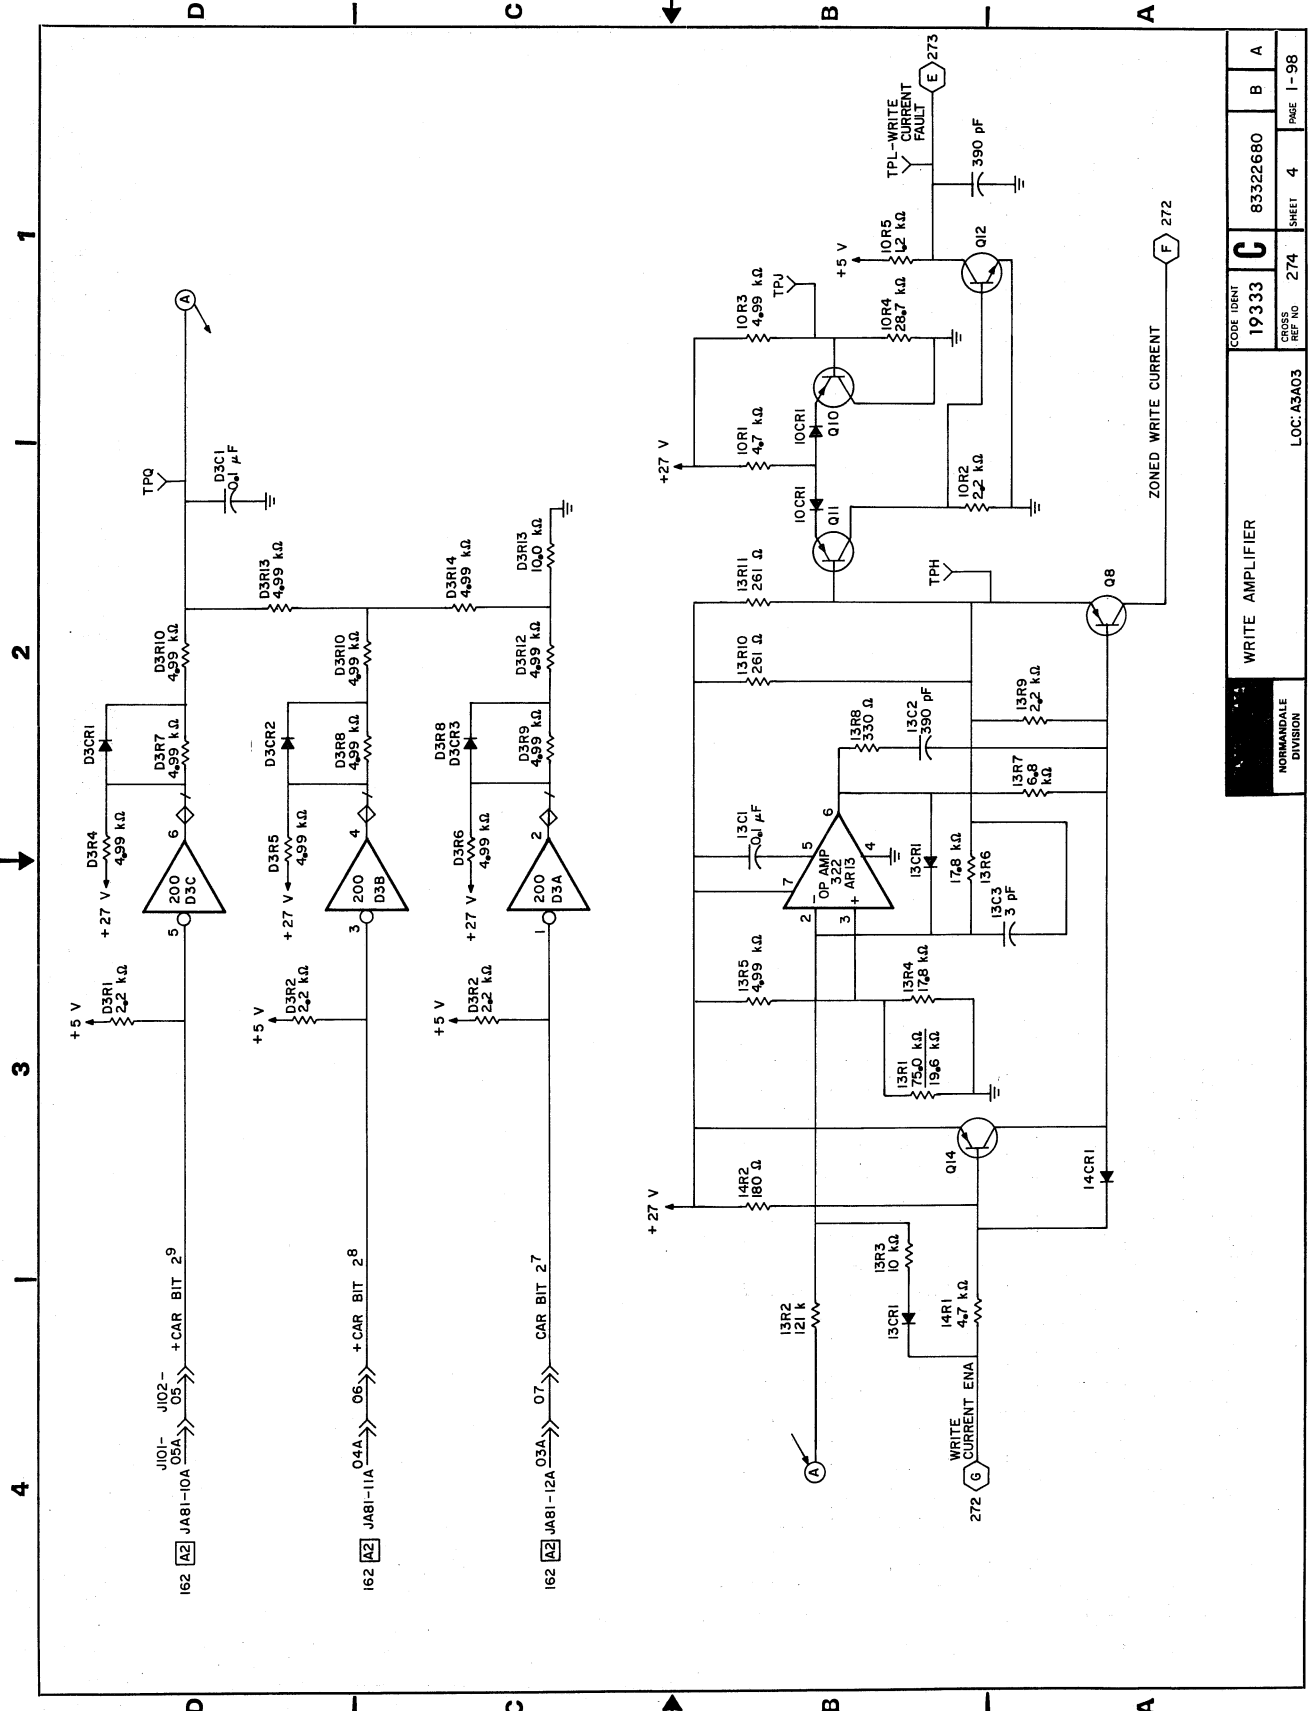 4
3
2
1
D
C
B
A
D
C
B
A
162 A2 JA81-10A
J101-
05A
J102-
05
+CAR BIT 2⁹
+5 V
D3R1
2.2 kΩ
5
200
D3C
6
+27 V
D3R4
4.99 kΩ
D3CR1
D3R7
4.99 kΩ
D3R10
4.99 kΩ
D3R13
4.99 kΩ
TPQ
D3C1
0.1 µF
A
162 A2 JA81-11A
04A
06
+CAR BIT 2⁸
+5 V
D3R2
2.2 kΩ
3
200
D3B
4
+27 V
D3R5
4.99 kΩ
D3CR2
D3R8
4.99 kΩ
D3R10
4.99 kΩ
D3R14
4.99 kΩ
162 A2 JA81-12A
03A
07
CAR BIT 2⁷
+5 V
D3R2
2.2 kΩ
1
200
D3A
2
+27 V
D3R6
4.99 kΩ
D3R8
D3CR3
D3R9
4.99 kΩ
D3R12
4.99 kΩ
D3R13
10.0 kΩ
+27 V
14R2
180 Ω
13R5
4.99 kΩ
13C1
0.1 µF
13R10
261 Ω
13R11
261 Ω
+27 V
10R1
4.7 kΩ
10R3
4.99 kΩ
TPJ
A
13R2
121 k
13R3
10 kΩ
13CR1
WRITE
CURRENT ENA
272 G
14R1
4.7 kΩ
Q14
14CR1
13R1
75.0 kΩ
19.6 kΩ
13R4
17.8 kΩ
2
3
7
5
4
6
OP AMP
322
AR13
–
+
13CR1
17.8 kΩ
13R6
13C3
3 pF
13R8
330 Ω
13C2
390 pF
13R7
6.8
kΩ
13R9
2.2 kΩ
TPH
Q8
10CR1
Q11
10CR1
Q10
10R2
2.2 kΩ
10R4
28.7 kΩ
+5 V
10R5
1.2 kΩ
Q12
TPL-WRITE
CURRENT
FAULT
390 pF
E 273
ZONED WRITE CURRENT
F 272
NORMANDALE
DIVISION
WRITE AMPLIFIER
LOC: A3A03
CODE IDENT
19333
C
83322680
B
A
CROSS
REF NO
274
SHEET 4
PAGE 1-98